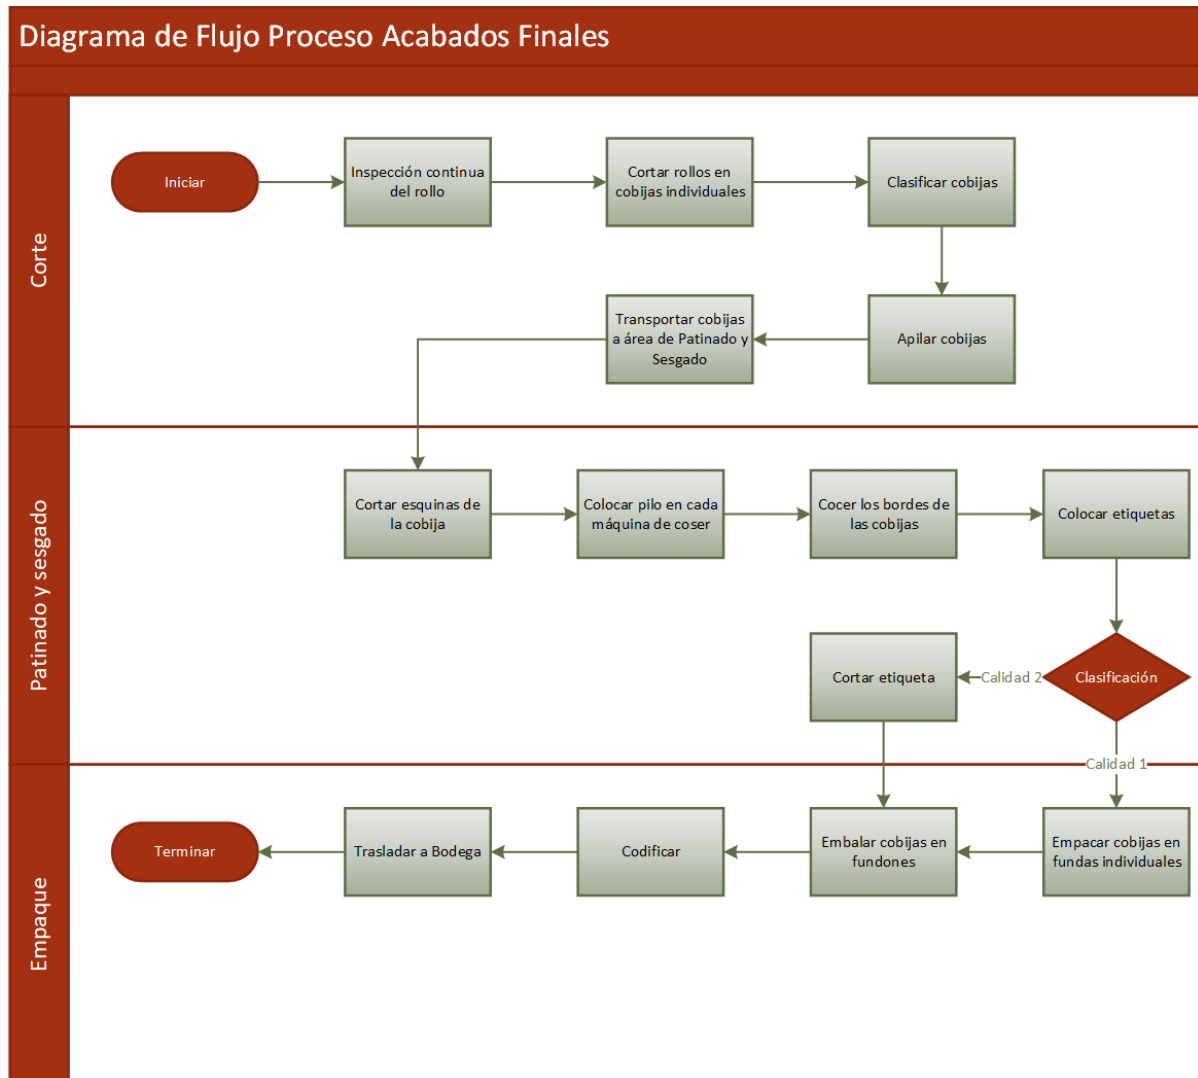 Diagrama de Flujo Proceso Acabados Finales
Corte
Iniciar
Inspección continua
del rollo
Cortar rollos en
cobijas individuales
Clasificar cobijas
Transportar cobijas
a área de Patinado y
Sesgado
Apilar cobijas
Patinado y sesgado
Cortar esquinas de
la cobija
Colocar pilo en cada
máquina de coser
Cocer los bordes de
las cobijas
Colocar etiquetas
Cortar etiqueta
Calidad 2
Clasificación
Calidad 1
Empaque
Terminar
Trasladar a Bodega
Codificar
Embalar cobijas en
fundones
Empacar cobijas en
fundas individuales